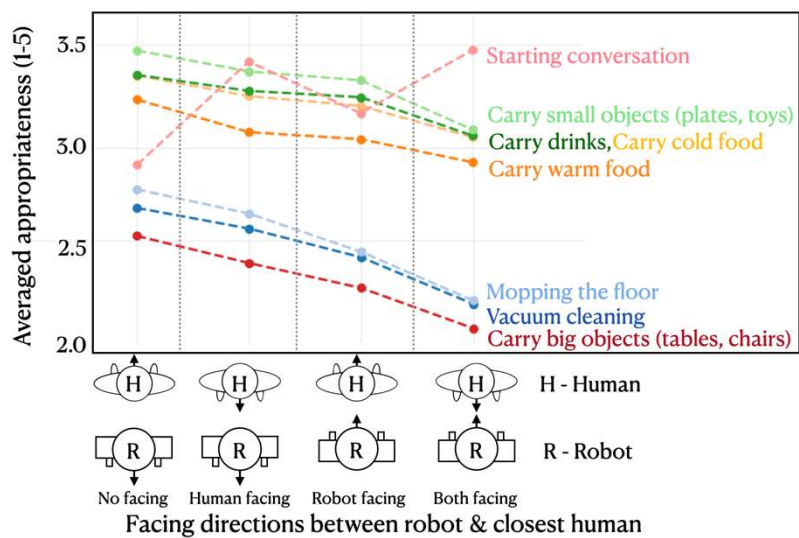 Averaged appropriateness (1-5)
3.5
3.0
2.5
2.0
Starting conversation
Carry small objects (plates, toys)
Carry drinks, Carry cold food
Carry warm food
Mopping the floor
Vacuum cleaning
Carry big objects (tables, chairs)
H H H H H - Human
R R R R R - Robot
No facing Human facing Robot facing Both facing
Facing directions between robot & closest human